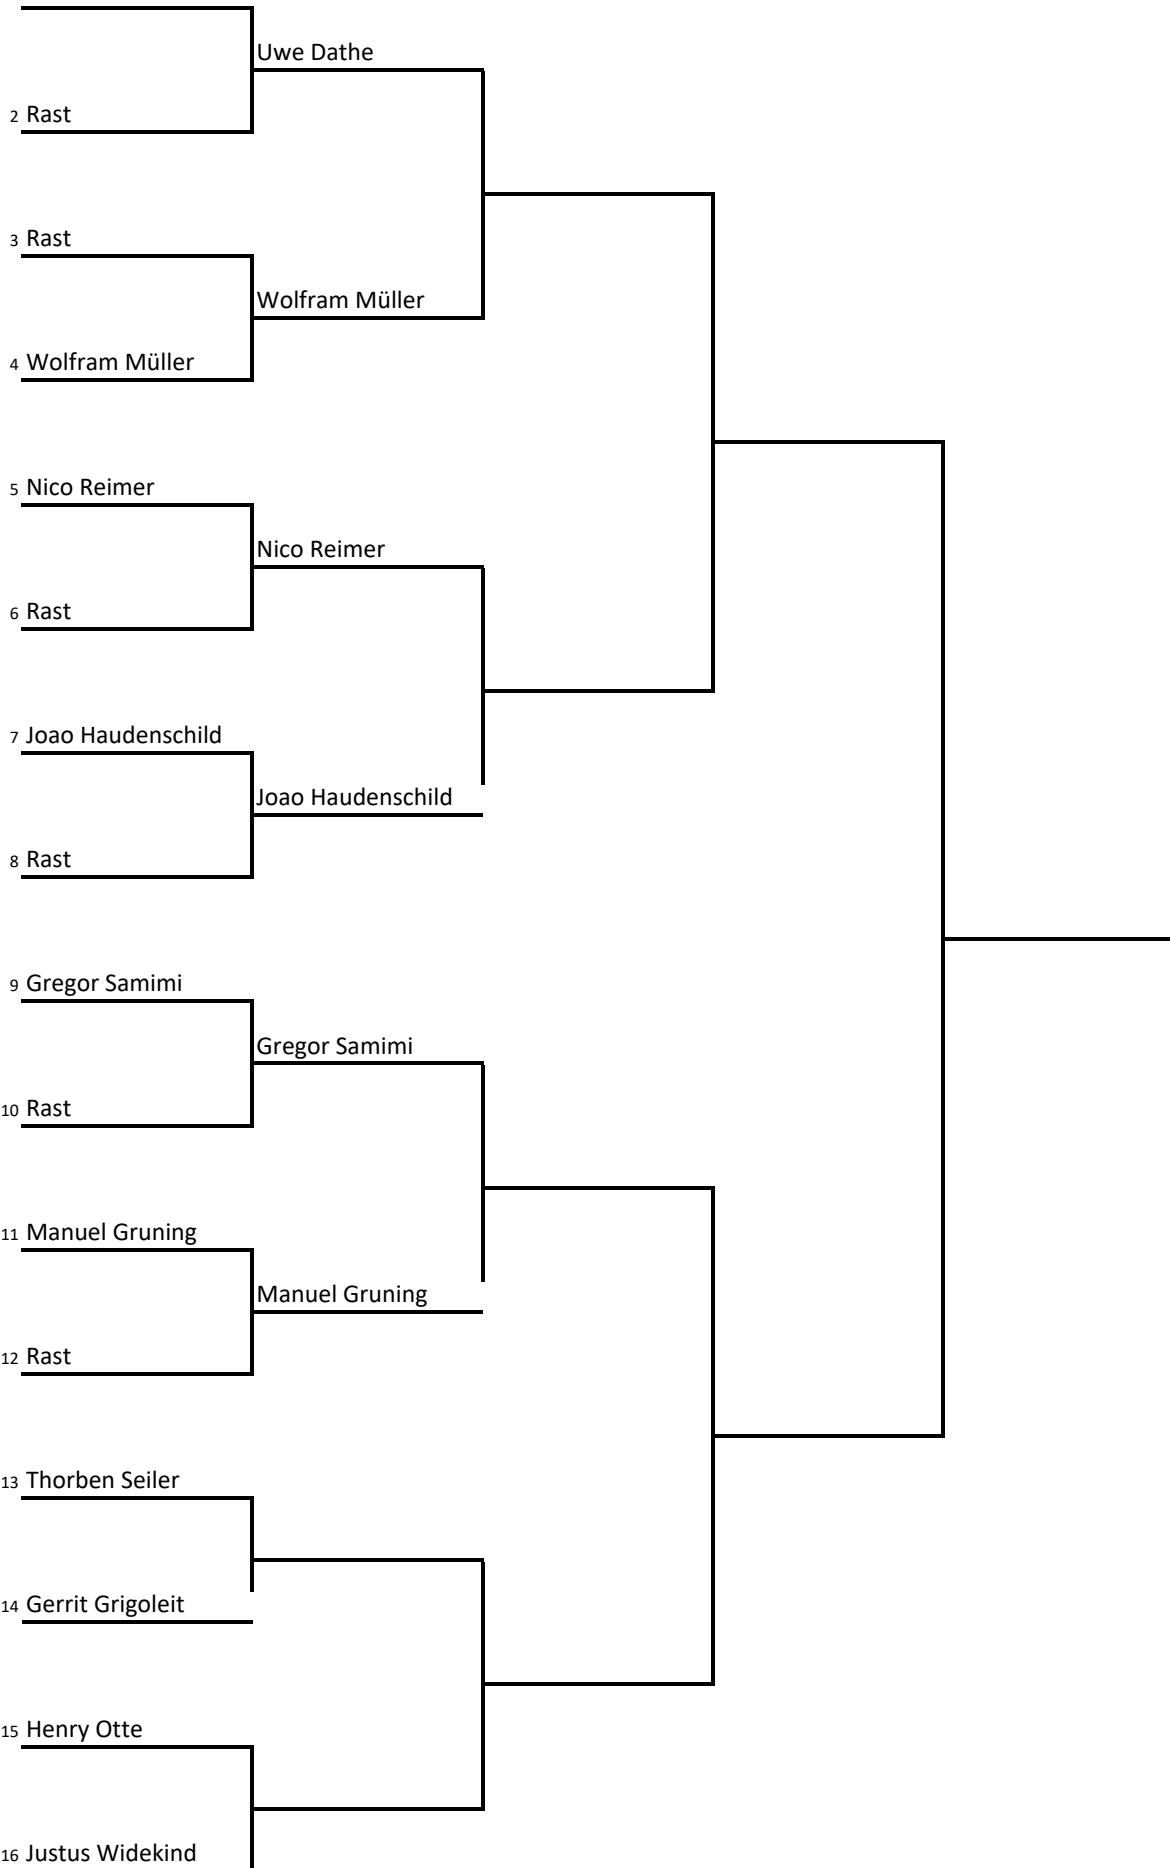 Uwe Dathe
2 Rast
3 Rast
Wolfram Müller
4 Wolfram Müller
5 Nico Reimer
Nico Reimer
6 Rast
7 Joao Haudenschild
Joao Haudenschild
8 Rast
9 Gregor Samimi
Gregor Samimi
10 Rast
11 Manuel Gruning
Manuel Gruning
12 Rast
13 Thorben Seiler
14 Gerrit Grigoleit
15 Henry Otte
16 Justus Widekind